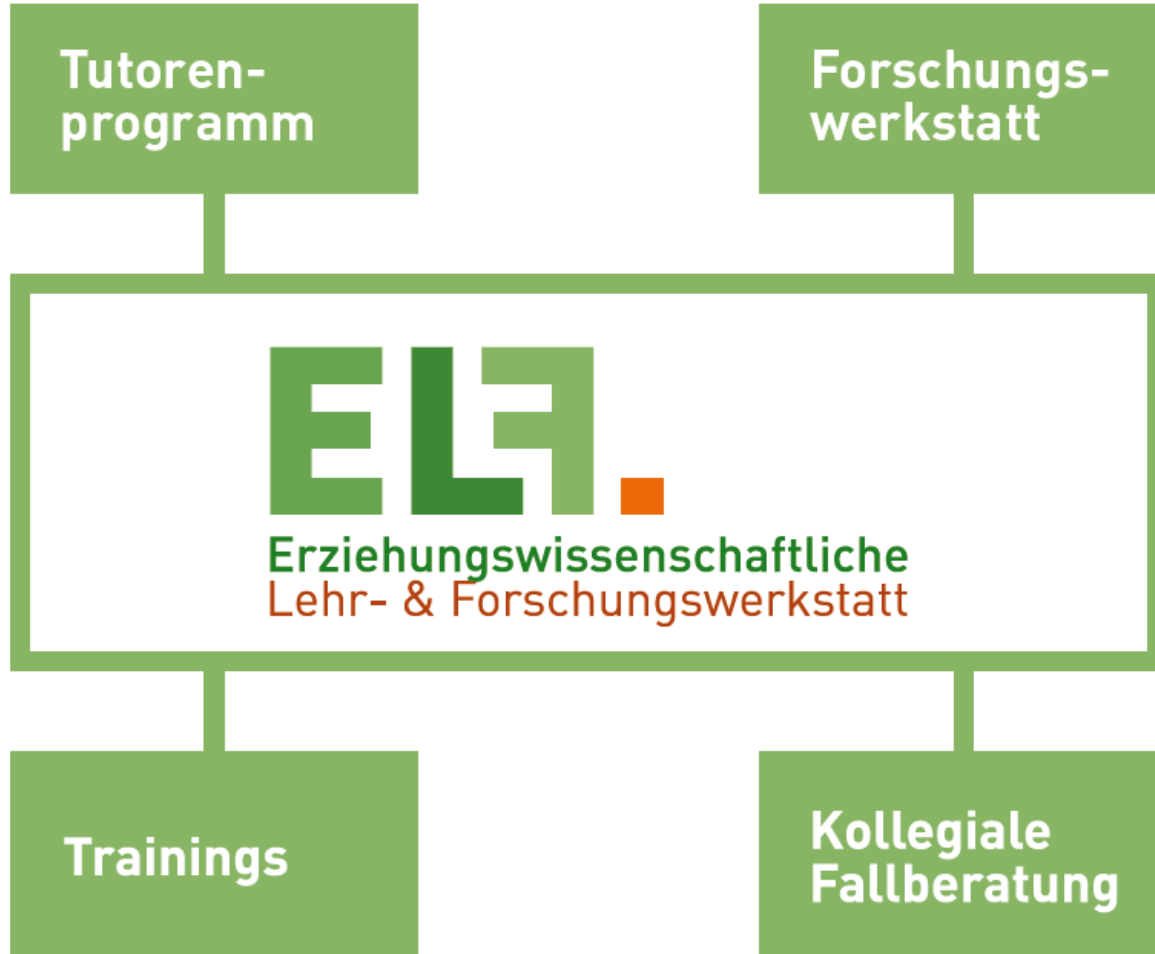 Tutoren-
programm
Forschungs-
werkstatt
ELF.
Erziehungswissenschaftliche
Lehr- & Forschungswerkstatt
Trainings
Kollegiale
Fallberatung